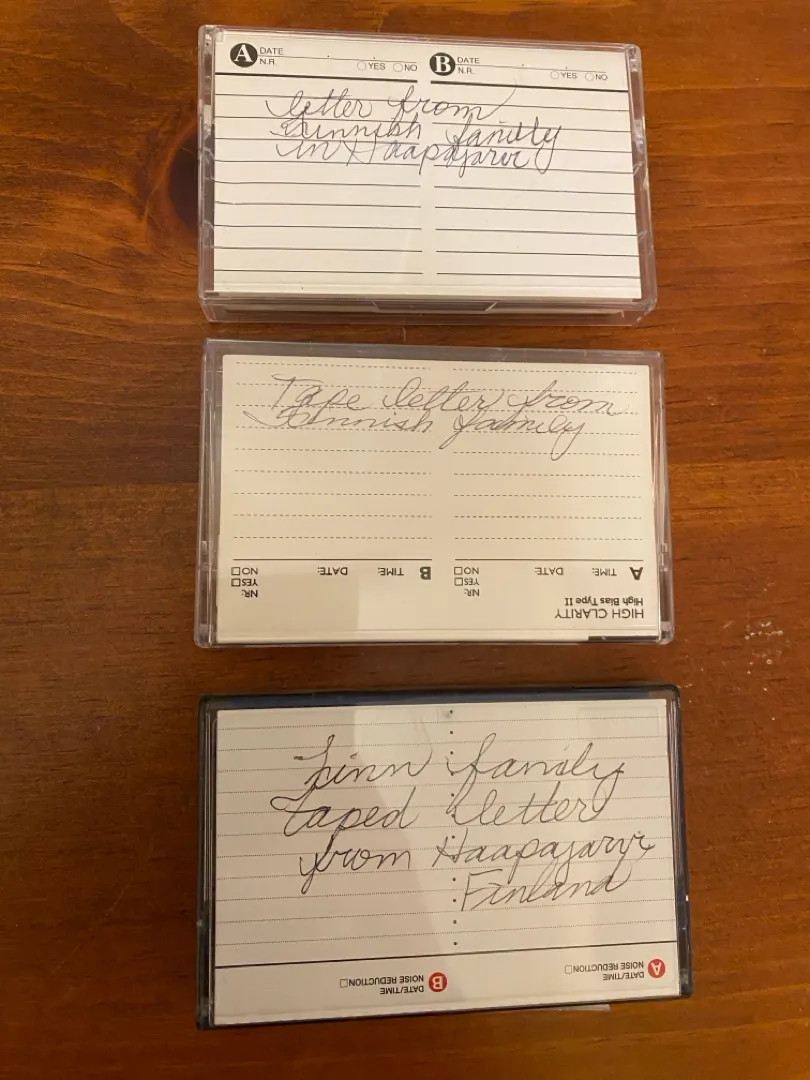 A DATE
N.R. YES NO
B DATE
N.R. YES NO
letter from
Finnish family
in Haapajarvi
Tape letter from
Finnish family
A TIME: DATE: NR: YES NO
B TIME: DATE: NR: YES NO
HIGH CLARITY
High Bias Type II
Finn family
taped letter
from Haapajarvi
Finland
A DATE/TIME
NOISE REDUCTION
B DATE/TIME
NOISE REDUCTION